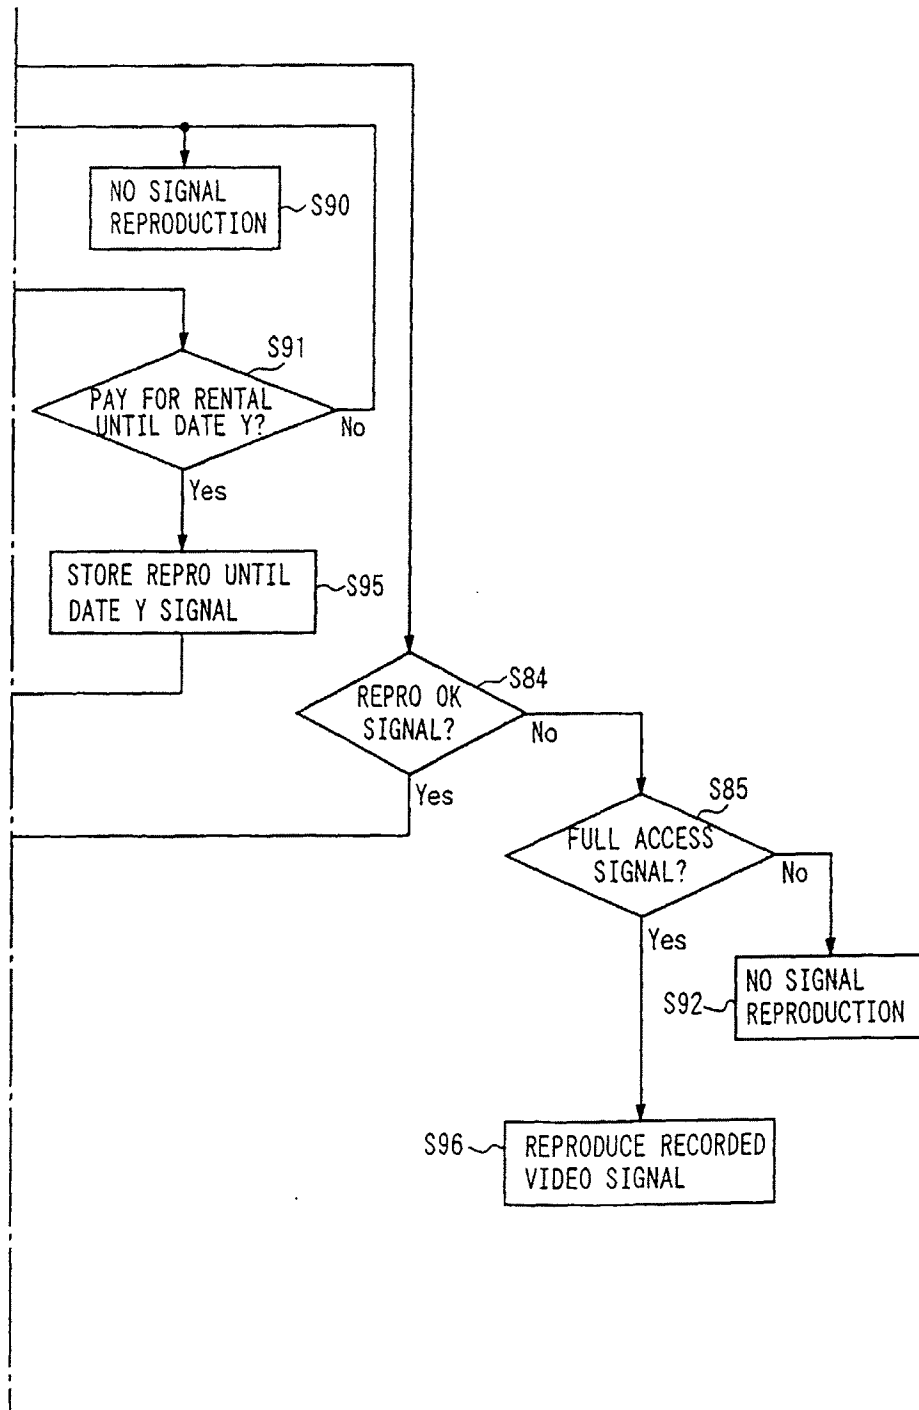 NO SIGNAL
REPRODUCTION
S90
S91
PAY FOR RENTAL
UNTIL DATE Y?
No
Yes
STORE REPRO UNTIL
DATE Y SIGNAL
S95
S84
REPRO OK
SIGNAL?
No
Yes
S85
FULL ACCESS
SIGNAL?
No
Yes
S92
NO SIGNAL
REPRODUCTION
S96
REPRODUCE RECORDED
VIDEO SIGNAL